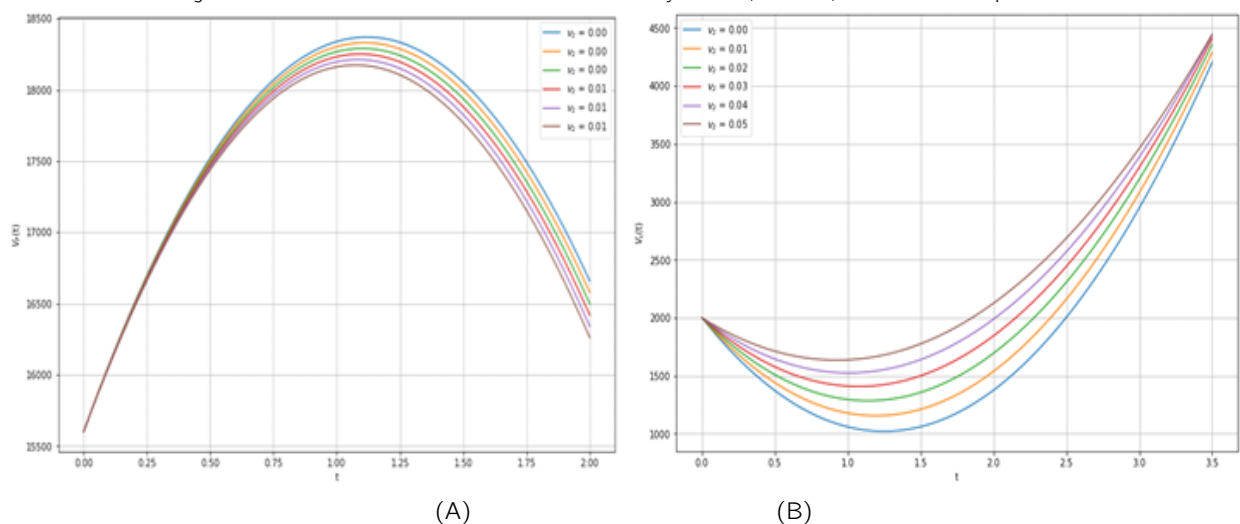 18500
18000
17500
17000
16500
16000
15500
V_P(t)
0.00 0.25 0.50 0.75 1.00 1.25 1.50 1.75 2.00
t
v₂ = 0.00
v₂ = 0.00
v₂ = 0.00
v₂ = 0.01
v₂ = 0.01
v₂ = 0.01
(A)
4500
4000
3500
3000
2500
2000
1500
1000
0.0 0.5 1.0 1.5 2.0 2.5 3.0 3.5
t
v₂ = 0.00
v₂ = 0.01
v₂ = 0.02
v₂ = 0.03
v₂ = 0.04
v₂ = 0.05
(B)